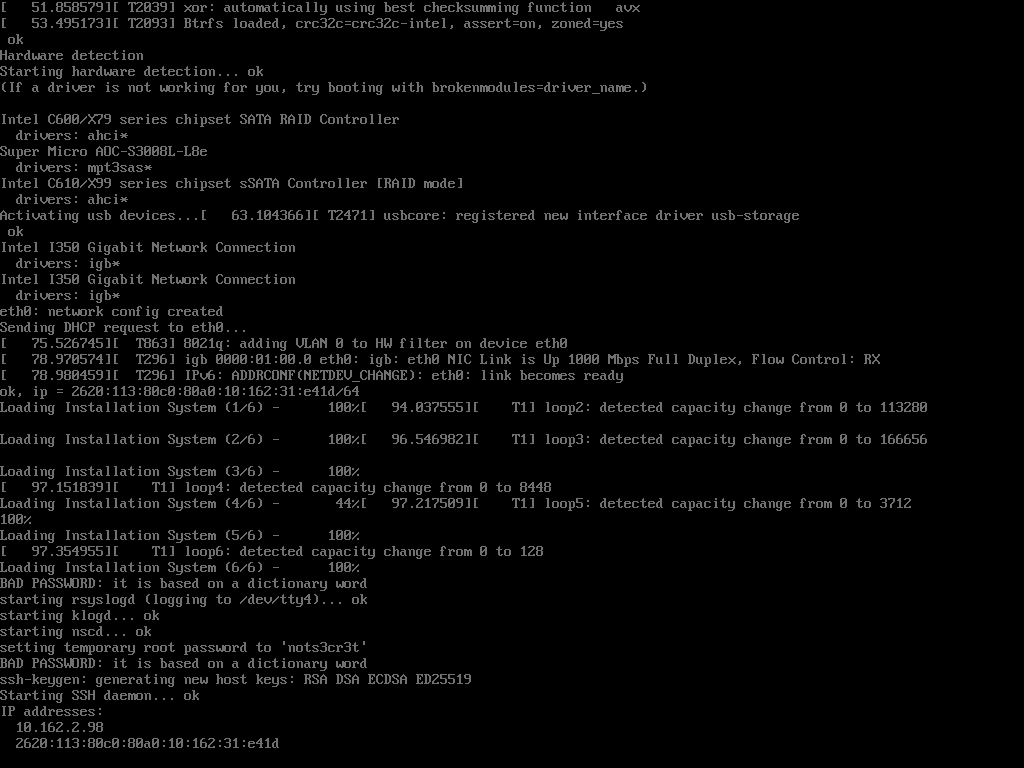 [   51.858579][ T2039] xor: automatically using best checksumming function   avx
[   53.495173][ T2093] Btrfs loaded, crc32c=crc32c-intel, assert=on, zoned=yes
 ok
Hardware detection
Starting hardware detection... ok
(If a driver is not working for you, try booting with brokenmodules=driver_name.)

Intel C600/X79 series chipset SATA RAID Controller
  drivers: ahci*
Super Micro AOC-S3008L-L8e
  drivers: mpt3sas*
Intel C610/X99 series chipset sSATA Controller [RAID mode]
  drivers: ahci*
Activating usb devices...[   63.104366][ T2471] usbcore: registered new interface driver usb-storage
 ok
Intel I350 Gigabit Network Connection
  drivers: igb*
Intel I350 Gigabit Network Connection
  drivers: igb*
eth0: network config created
Sending DHCP request to eth0...
[   75.526745][  T863] 8021q: adding VLAN 0 to HW filter on device eth0
[   78.970574][  T296] igb 0000:01:00.0 eth0: igb: eth0 NIC Link is Up 1000 Mbps Full Duplex, Flow Control: RX
[   78.980459][  T296] IPv6: ADDRCONF(NETDEV_CHANGE): eth0: link becomes ready
ok, ip = 2620:113:80c0:80a0:10:162:31:e41d/64
Loading Installation System (1/6) -      100%[   94.037555][    T1] loop2: detected capacity change from 0 to 113280

Loading Installation System (2/6) -      100%[   96.546982][    T1] loop3: detected capacity change from 0 to 166656

Loading Installation System (3/6) -      100%
[   97.151839][    T1] loop4: detected capacity change from 0 to 8448
Loading Installation System (4/6) -       44%[   97.217509][    T1] loop5: detected capacity change from 0 to 3712
100%
Loading Installation System (5/6) -      100%
[   97.354955][    T1] loop6: detected capacity change from 0 to 128
Loading Installation System (6/6) -      100%
BAD PASSWORD: it is based on a dictionary word
starting rsyslogd (logging to /dev/tty4)... ok
starting klogd... ok
starting nscd... ok
setting temporary root password to 'nots3cr3t'
BAD PASSWORD: it is based on a dictionary word
ssh-keygen: generating new host keys: RSA DSA ECDSA ED25519
Starting SSH daemon... ok
IP addresses:
  10.162.2.98
  2620:113:80c0:80a0:10:162:31:e41d